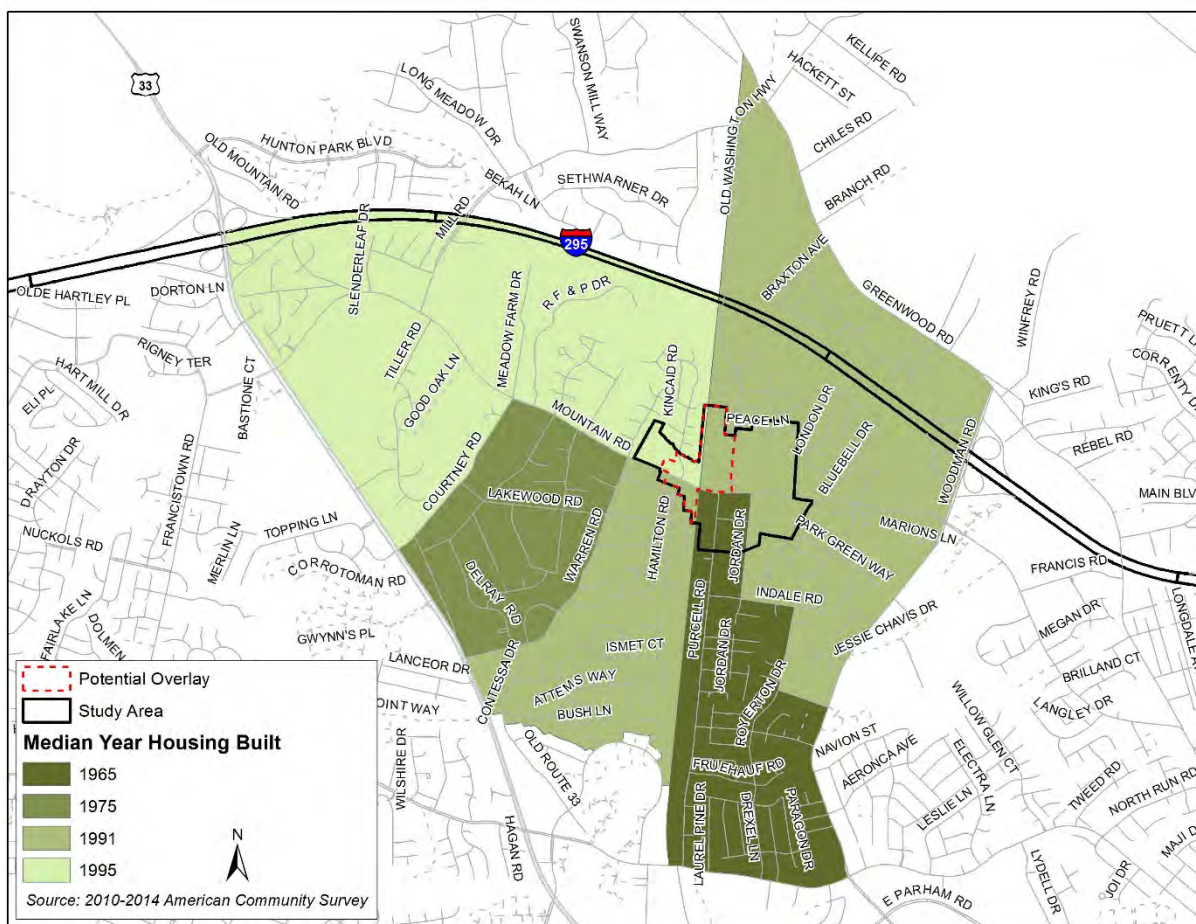 SWANSON MILL WAY
KELLIPE RD
HACKETT ST
33
LONG MEADOW DR
OLD WASHINGTON HWY
CHILES RD
HUNTON PARK BLVD
OLD MOUNTAIN RD
BEKAH LN
SETHWARNER DR
BRANCH RD
MILL RD
SLENDERLEAF DR
295
BRAXTON AVE
OLDE HARTLEY PL
DORTON LN
R F & P DR
GREENWOOD RD
WINFREY RD
MEADOW FARM DR
RIGNEY TER
TILLER RD
PRUETT L
HART MILL DR
BASTIONE CT
GOOD OAK LN
KINCAID RD
KING'S RD
CORRENTY D
ELI PL
MOUNTAIN RD
PEACE LN
LONDON DR
REBEL RD
DRAYTON DR
FRANCISTOWN RD
COURTNEY RD
BLUEBELL DR
WOODMAN RD
LAKEWOOD RD
MAIN BLV
NUCKOLS RD
MERLIN LN
TOPPING LN
WARREN RD
HAMILTON RD
JORDAN DR
PARK GREEN WAY
MARIONS LN
CORROTOMAN RD
FRANCIS RD
DELRAY RD
INDALE RD
FAIRLAKE LN
DOLMEN
GWYNN'S PL
PURCELL RD
JESSIE CHAVIS DR
MEGAN DR
LONGDALE
LANCEOR DR
ISMET CT
JORDAN DR
BRILLAND CT
CONTESSA DR
ATTEMS WAY
ROYERTON DR
WILLOW GLEN CT
LANGLEY DR
OINT WAY
BUSH LN
NAVION ST
WILSHIRE DR
OLD ROUTE 33
FRUEHAUF RD
AERONCA AVE
ELECTRA LN
TWEED RD
LESLIE LN
NORTH RUN RD
HAGAN RD
LAUREL PINE DR
DREXEL LN
PARAGON DR
LYDELL DR
JOI DR
MAJI D
E PARHAM RD
Potential Overlay
Study Area
Median Year Housing Built
1965
1975
1991
1995
N
Source: 2010-2014 American Community Survey